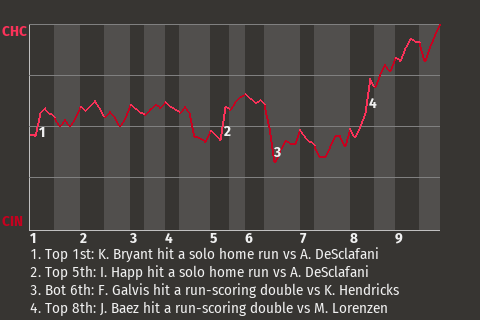 CHC
1
2
3
4
CIN
1 2 3 4 5 6 7 8 9
1. Top 1st: K. Bryant hit a solo home run vs A. DeSclafani
2. Top 5th: I. Happ hit a solo home run vs A. DeSclafani
3. Bot 6th: F. Galvis hit a run-scoring double vs K. Hendricks
4. Top 8th: J. Baez hit a run-scoring double vs M. Lorenzen